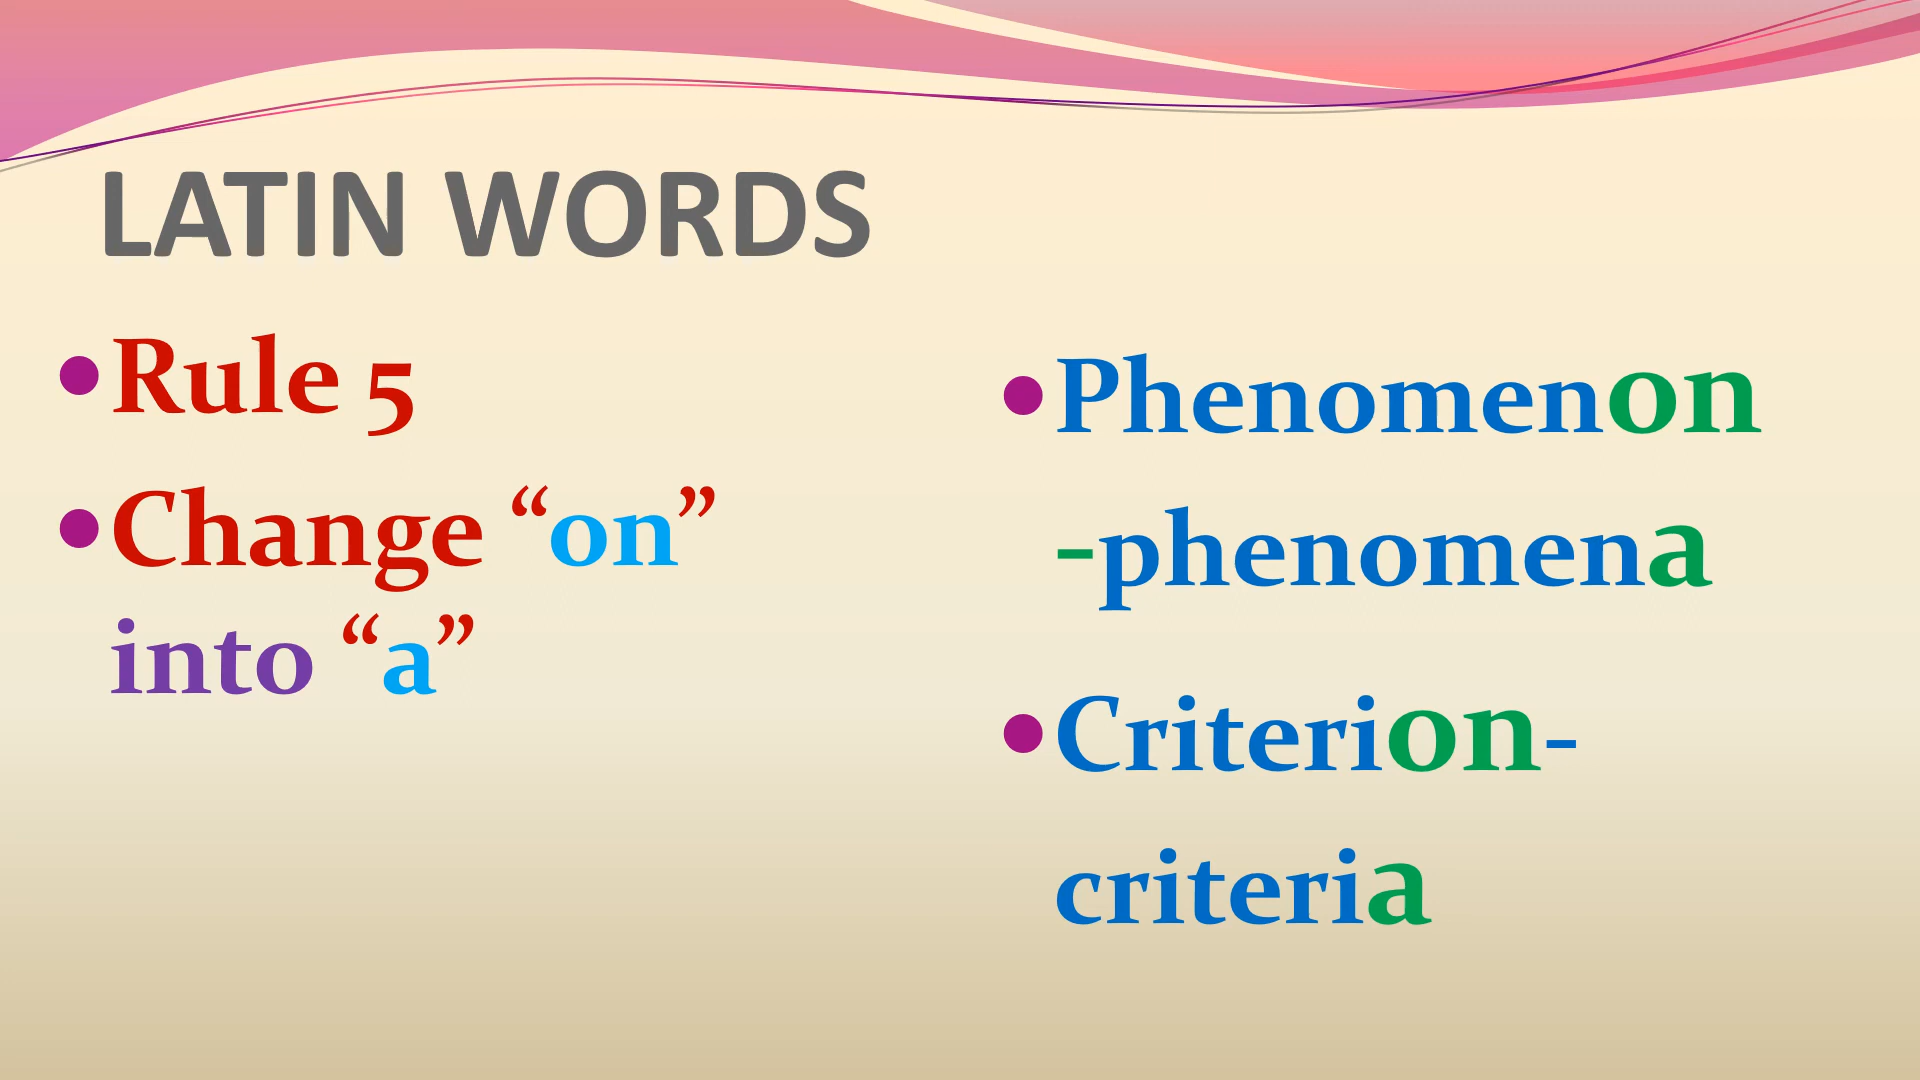 LATIN WORDS
•Rule 5
•Change “on”
into “a”
•Phenomenon
-phenomena
•Criterion-
criteria